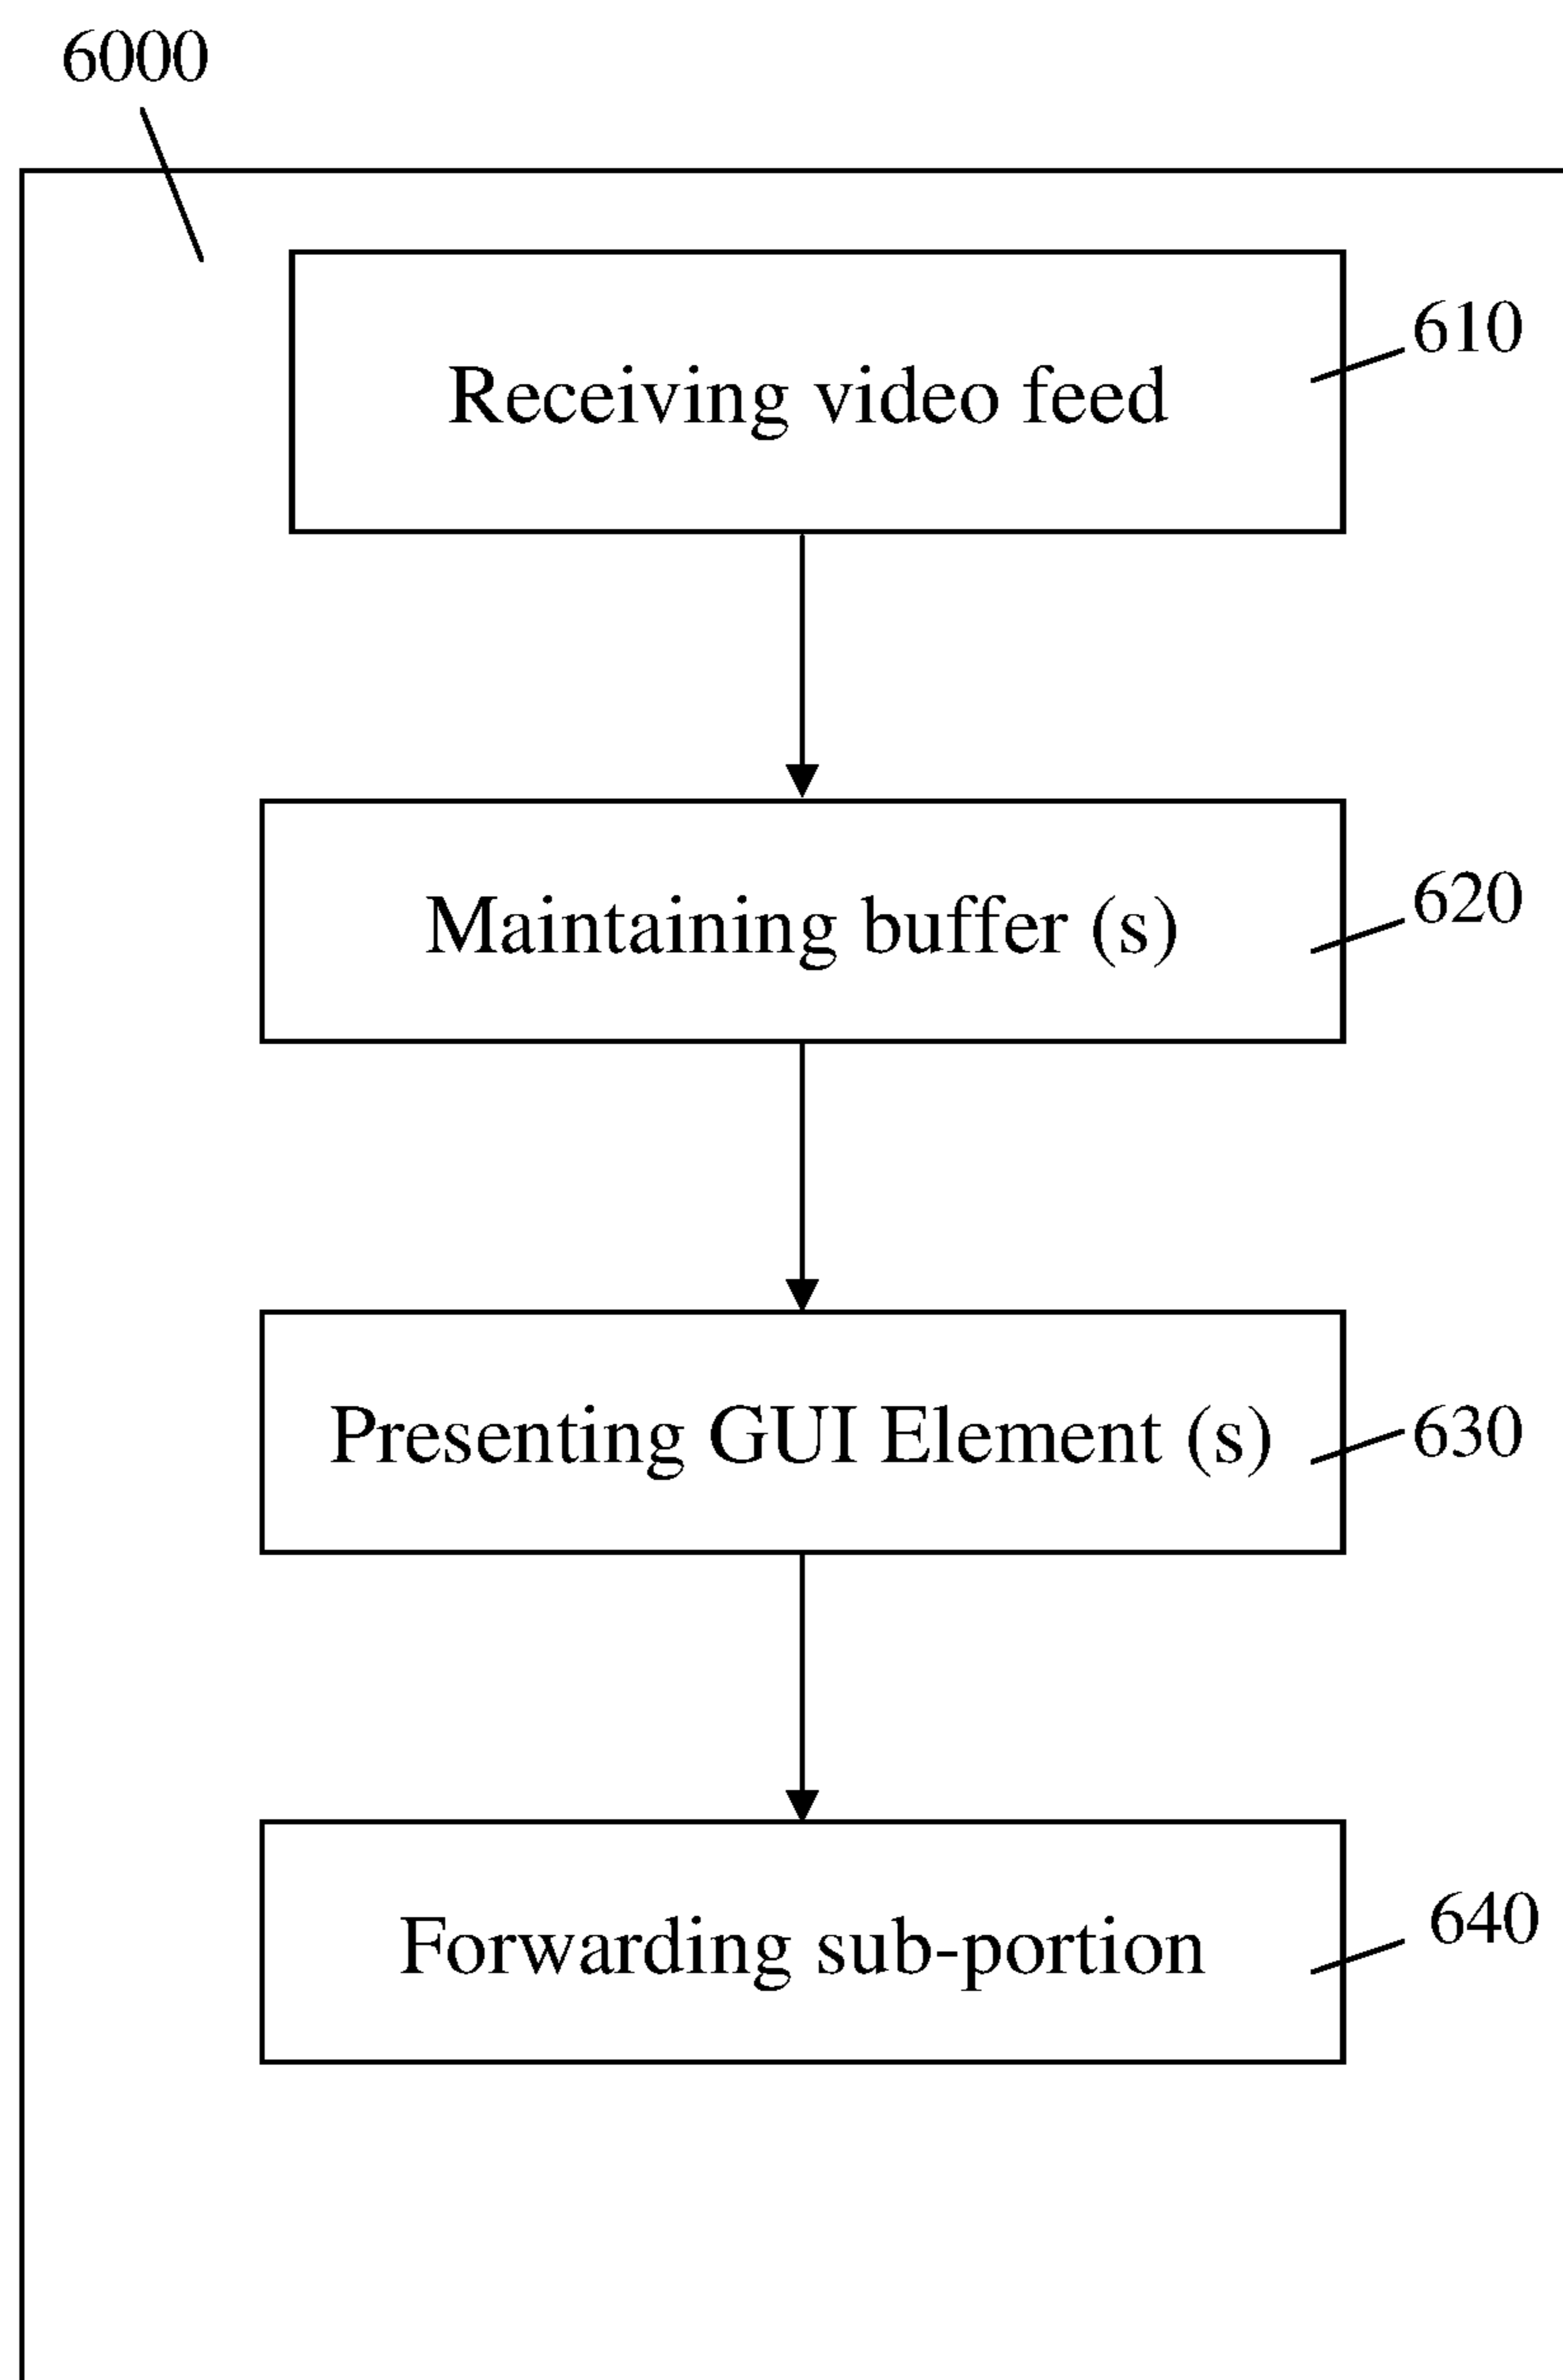 6000
Receiving video feed
610
Maintaining buffer (s)
620
Presenting GUI Element (s)
630
Forwarding sub-portion
640